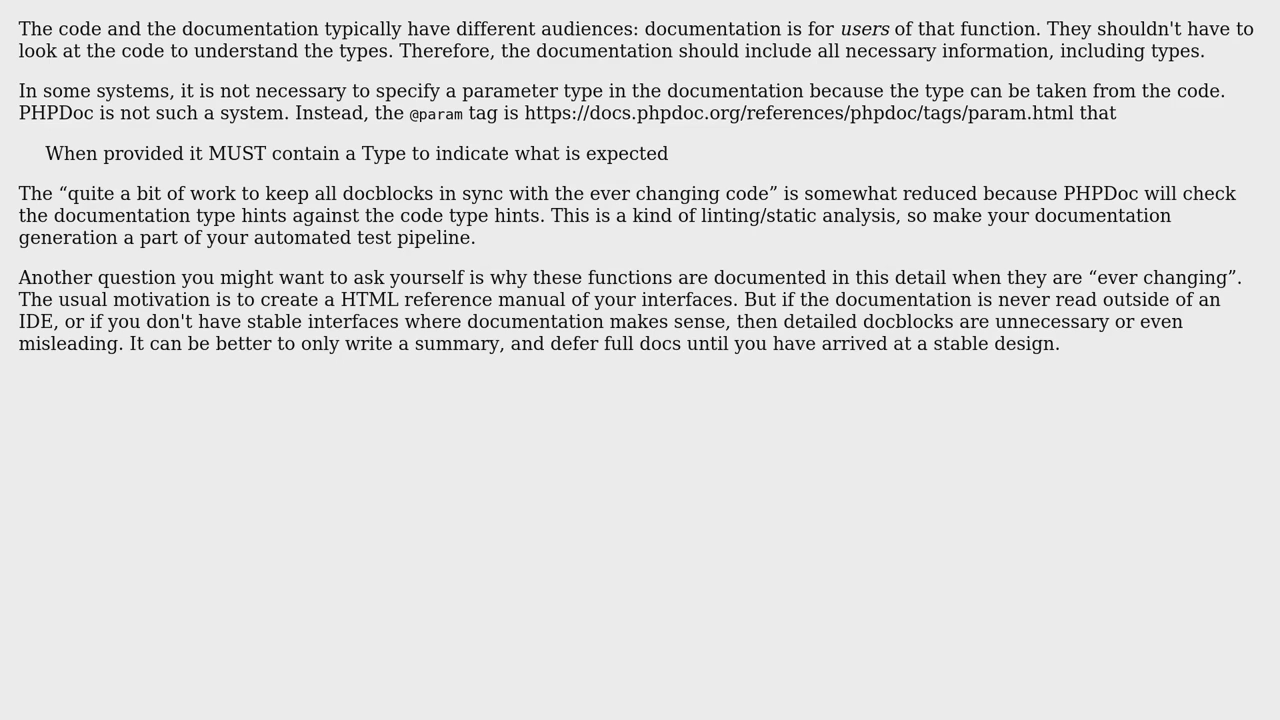 The code and the documentation typically have different audiences: documentation is for users of that function. They shouldn't have to
look at the code to understand the types. Therefore, the documentation should include all necessary information, including types.
In some systems, it is not necessary to specify a parameter type in the documentation because the type can be taken from the code.
PHPDoc is not such a system. Instead, the @param tag is https://docs.phpdoc.org/references/phpdoc/tags/param.html that
When provided it MUST contain a Type to indicate what is expected
The “quite a bit of work to keep all docblocks in sync with the ever changing code” is somewhat reduced because PHPDoc will check
the documentation type hints against the code type hints. This is a kind of linting/static analysis, so make your documentation
generation a part of your automated test pipeline.
Another question you might want to ask yourself is why these functions are documented in this detail when they are “ever changing”.
The usual motivation is to create a HTML reference manual of your interfaces. But if the documentation is never read outside of an
IDE, or if you don't have stable interfaces where documentation makes sense, then detailed docblocks are unnecessary or even
misleading. It can be better to only write a summary, and defer full docs until you have arrived at a stable design.